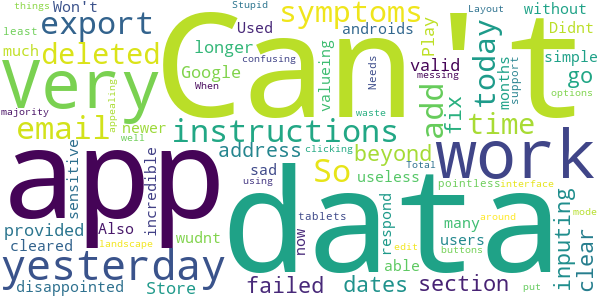 things Won't
export
symptoms
least
much
deleted
longer
Used
androids
without
Didnt
Very
Can't
Stupid
Layout
confusing
Play
Google
valueing
Needs
add
fix
today
valid
messing
months
support
go
simple
options
When
majority
appealing
newer
well
email
instructions
time
waste
app
data
work
address
beyond
So
clicking
useless
Total
pointless
interface
sensitive
incredible
sad
using
provided
Also
cleared
landscape
wudnt
yesterday
Store
disappointed
failed
now
tablets
dates
respond
able
edit
many
users
buttons
section
around
put
inputing
clear
mode